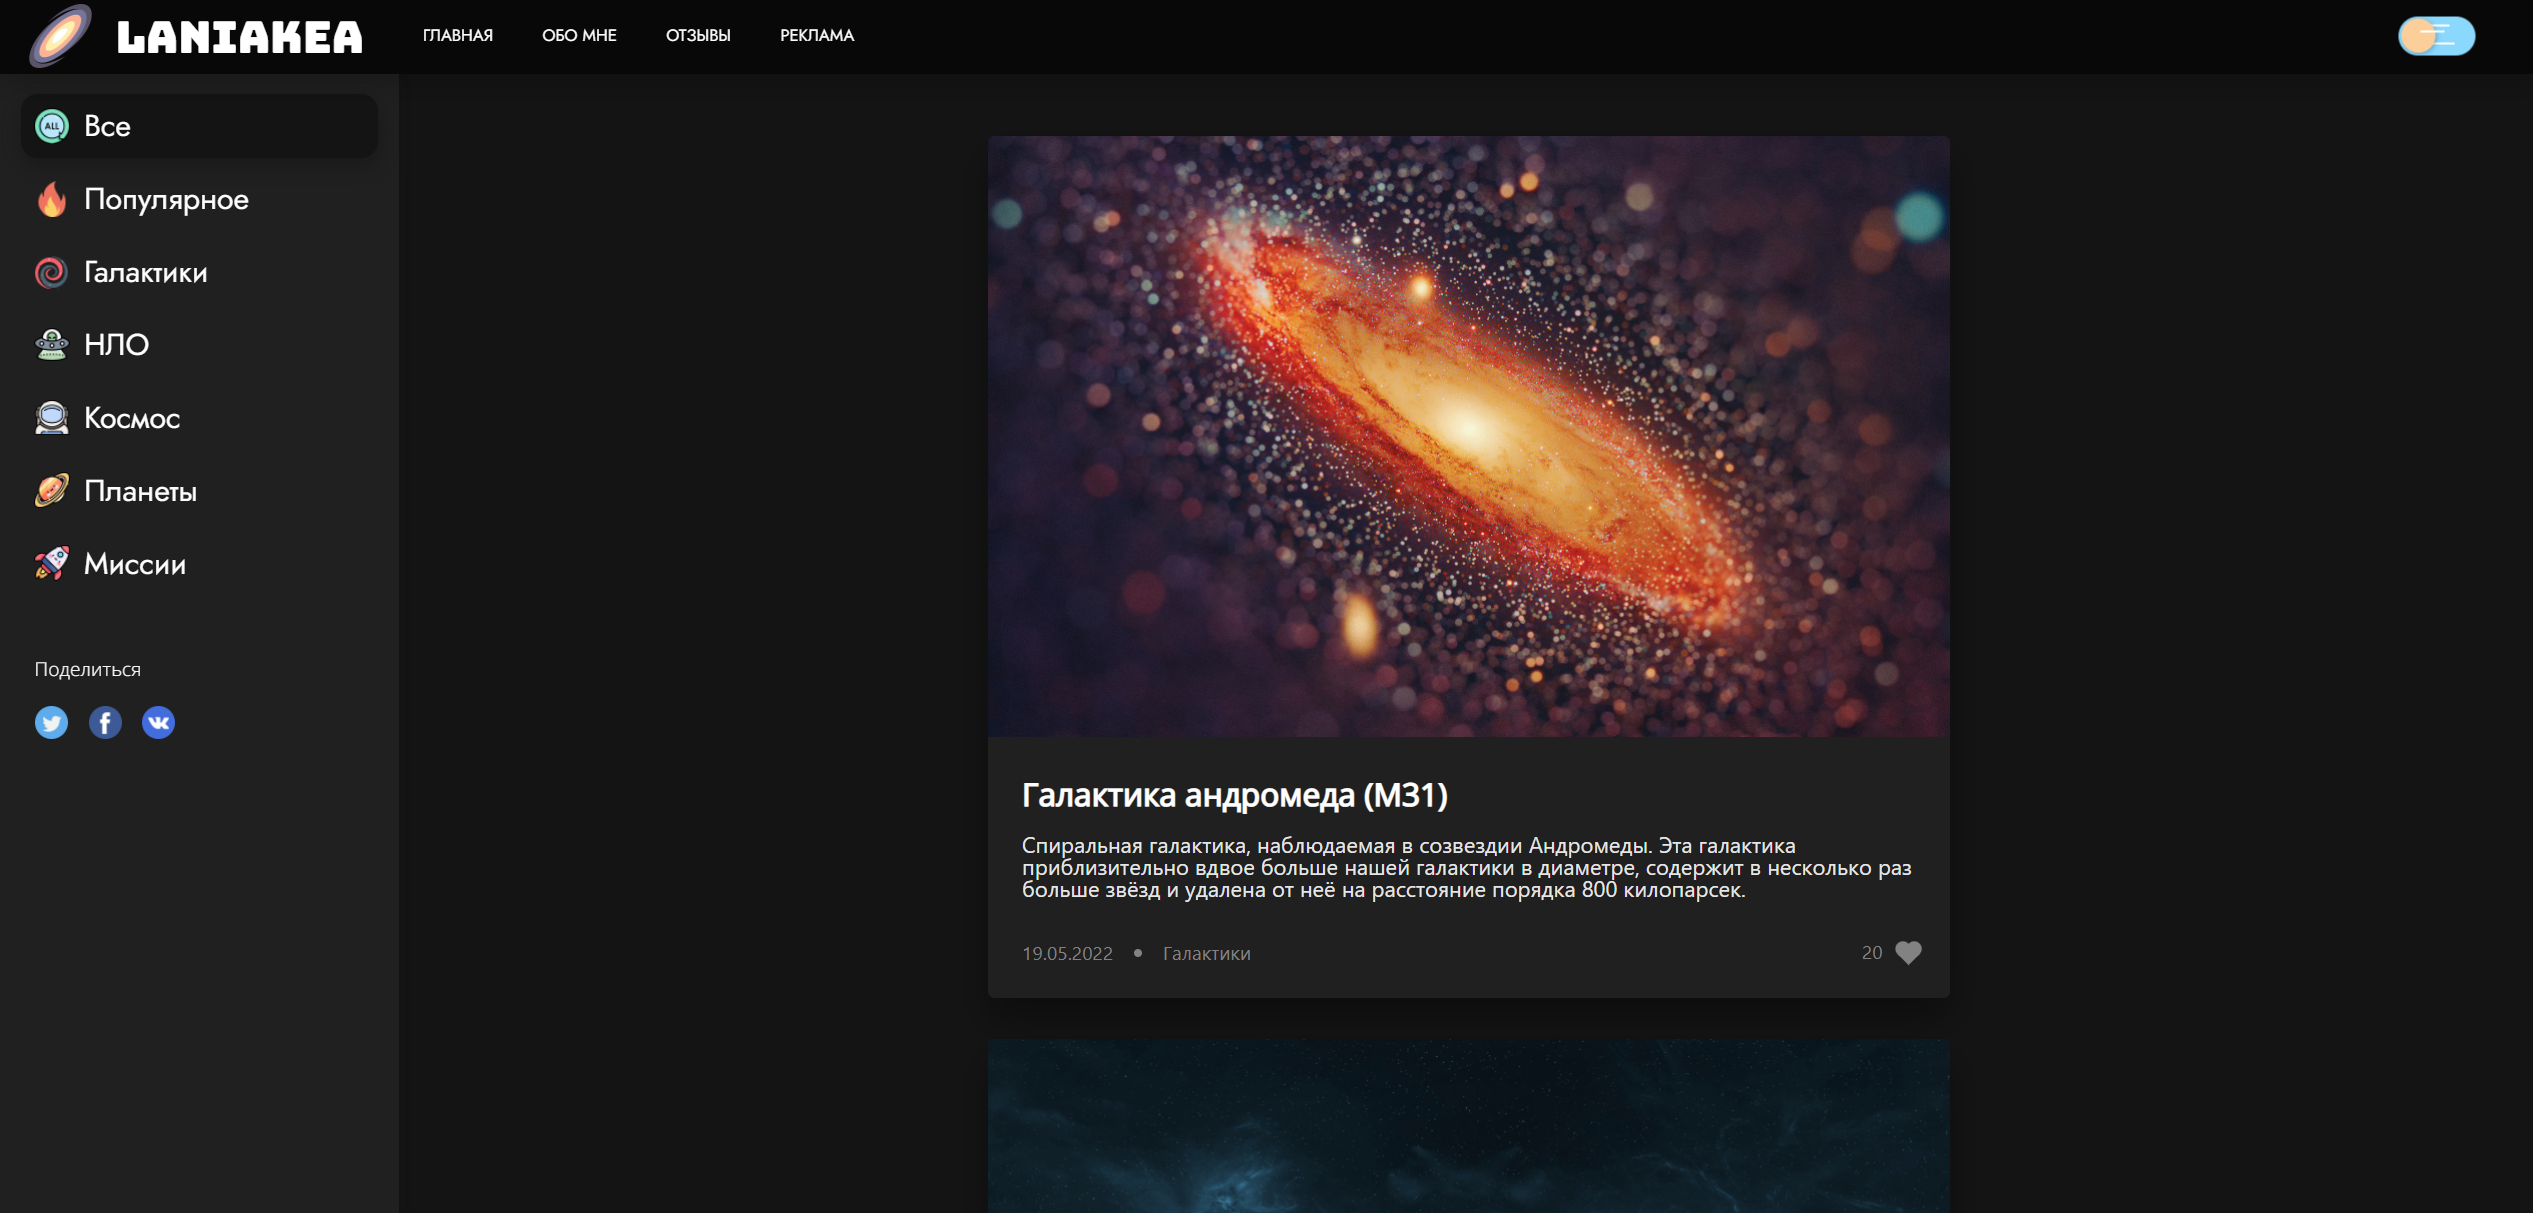 LANIAKEA
ГЛАВНАЯ
ОБО МНЕ
ОТЗЫВЫ
РЕКЛАМА
ALL
Все
Популярное
Галактики
НЛО
Космос
Планеты
Миссии
Поделиться
Галактика андромеда (М31)
Спиральная галактика, наблюдаемая в созвездии Андромеды. Эта галактика
приблизительно вдвое больше нашей галактики в диаметре, содержит в несколько раз
больше звёзд и удалена от неё на расстояние порядка 800 килопарсек.
19.05.2022 • Галактики
20